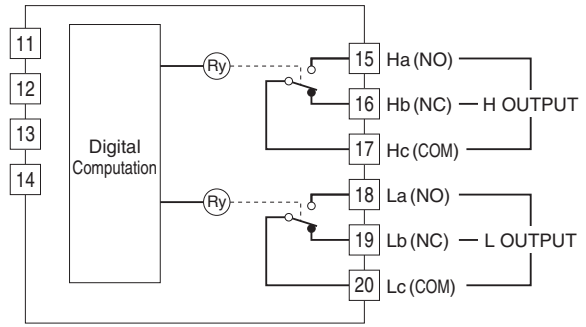 11
12
13
14
Digital
Computation
Ry
15 Ha (NO)
16 Hb (NC) H OUTPUT
17 Hc (COM)
Ry
18 La (NO)
19 Lb (NC) L OUTPUT
20 Lc (COM)